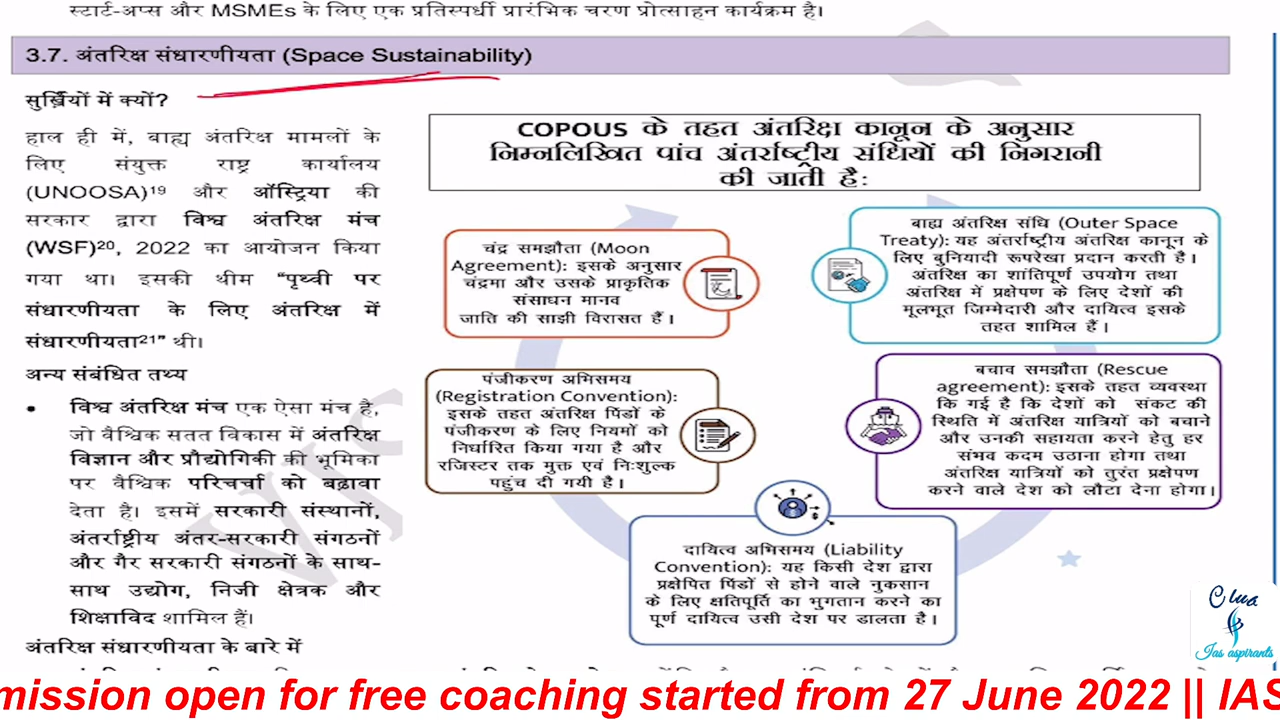 स्टार्ट-अप्स और MSMEs के लिए एक प्रतिस्पर्धी प्रारंभिक चरण प्रोत्साहन कार्यक्रम है।
3.7. अंतरिक्ष संधारणीयता (Space Sustainability)
सुर्ख़ियों में क्यों?
हाल ही में, बाह्य अंतरिक्ष मामलों के
लिए संयुक्त राष्ट्र कार्यालय
(UNOOSA)19 और ऑस्ट्रिया की
सरकार द्वारा विश्व अंतरिक्ष मंच
(WSF)20, 2022 का आयोजन किया
गया था। इसकी थीम “पृथ्वी पर
संधारणीयता के लिए अंतरिक्ष में
संधारणीयता21” थी।
अन्य संबंधित तथ्य
• विश्व अंतरिक्ष मंच एक ऐसा मंच है,
जो वैश्विक सतत विकास में अंतरिक्ष
विज्ञान और प्रौद्योगिकी की भूमिका
पर वैश्विक परिचर्चा को बढ़ावा
देता है। इसमें सरकारी संस्थानों,
अंतर्राष्ट्रीय अंतर-सरकारी संगठनों
और गैर सरकारी संगठनों के साथ-
साथ उद्योग, निजी क्षेत्रक और
शिक्षाविद शामिल हैं।
अंतरिक्ष संधारणीयता के बारे में
COPOUS के तहत अंतरिक्ष कानून के अनुसार
निम्नलिखित पांच अंतर्राष्ट्रीय संधियों की निगरानी
की जाती है:
चंद्र समझौता (Moon
Agreement): इसके अनुसार
चंद्रमा और उसके प्राकृतिक
संसाधन मानव
जाति की साझी विरासत हैं।
बाह्य अंतरिक्ष संधि (Outer Space
Treaty): यह अंतर्राष्ट्रीय अंतरिक्ष कानून के
लिए बुनियादी रूपरेखा प्रदान करती है।
अंतरिक्ष का शांतिपूर्ण उपयोग तथा
अंतरिक्ष में प्रक्षेपण के लिए देशों की
मूलभूत जिम्मेदारी और दायित्व इसके
तहत शामिल हैं।
पंजीकरण अभिसमय
(Registration Convention):
इसके तहत अंतरिक्ष पिंडों के
पंजीकरण के लिए नियमों को
निर्धारित किया गया है और
रजिस्टर तक मुक्त एवं निःशुल्क
पहुंच दी गयी है।
बचाव समझौता (Rescue
agreement): इसके तहत व्यवस्था
कि गई है कि देशों को संकट की
स्थिति में अंतरिक्ष यात्रियों को बचाने
और उनकी सहायता करने हेतु हर
संभव कदम उठाना होगा तथा
अंतरिक्ष यात्रियों को तुरंत प्रक्षेपण
करने वाले देश को लौटा देना होगा।
दायित्व अभिसमय (Liability
Convention): यह किसी देश द्वारा
प्रक्षेपित पिंडों से होने वाले नुकसान
के लिए क्षतिपूर्ति का भुगतान करने का
पूर्ण दायित्व उसी देश पर डालता है।
Clue
Ias aspirants
mission open for free coaching started from 27 June 2022 || IAS